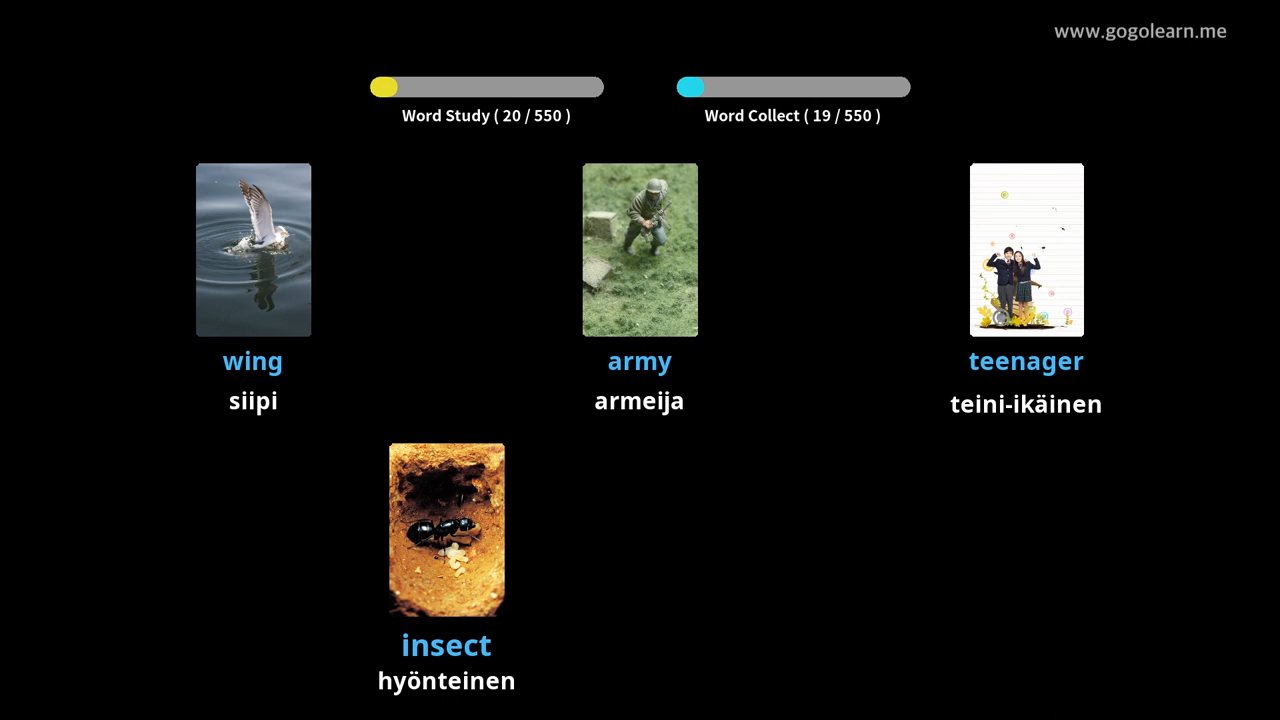 www.gogolearn.me
Word Study ( 20 / 550 )
Word Collect ( 19 / 550 )
wing
siipi
army
armeija
teenager
teini-ikäinen
insect
hyönteinen